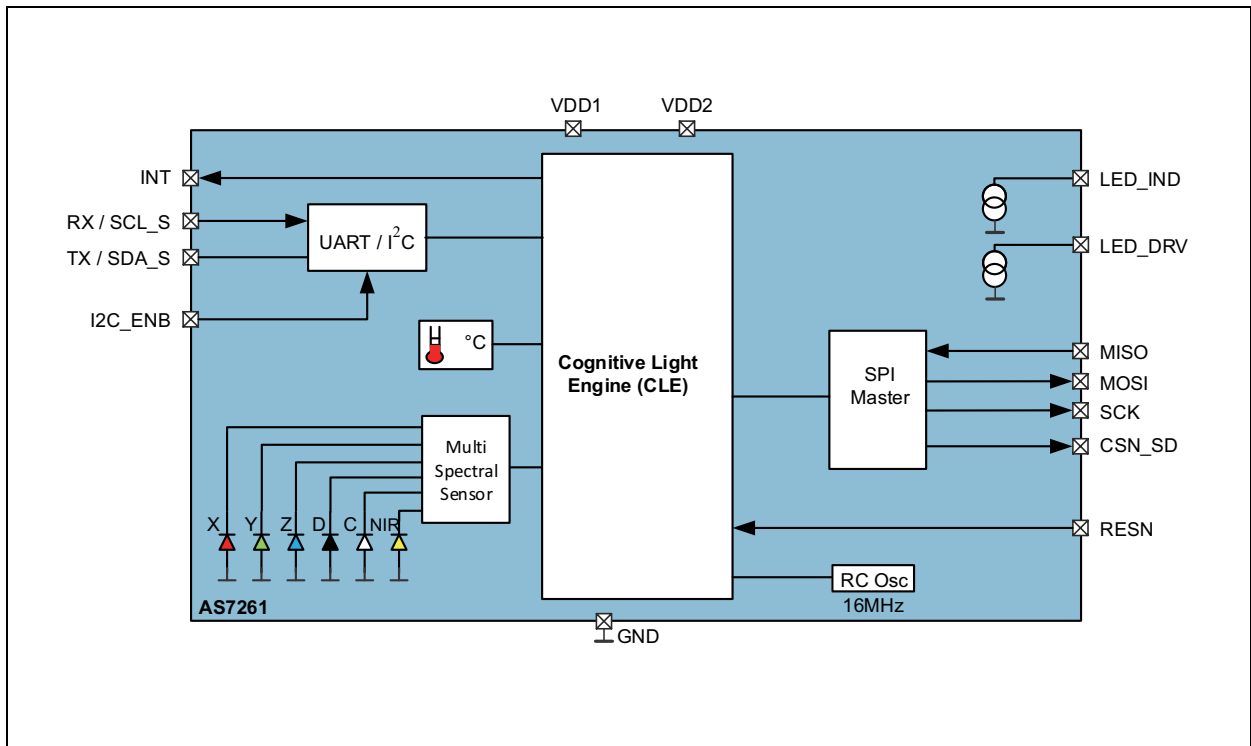 VDD1
VDD2
INT
RX / SCL_S
TX / SDA_S
I2C_ENB
UART / I²C
°C
Cognitive Light
Engine (CLE)
Multi
Spectral
Sensor
X
Y
Z
D
C
NIR
AS7261
GND
LED_IND
LED_DRV
SPI
Master
MISO
MOSI
SCK
CSN_SD
RESN
RC Osc
16MHz